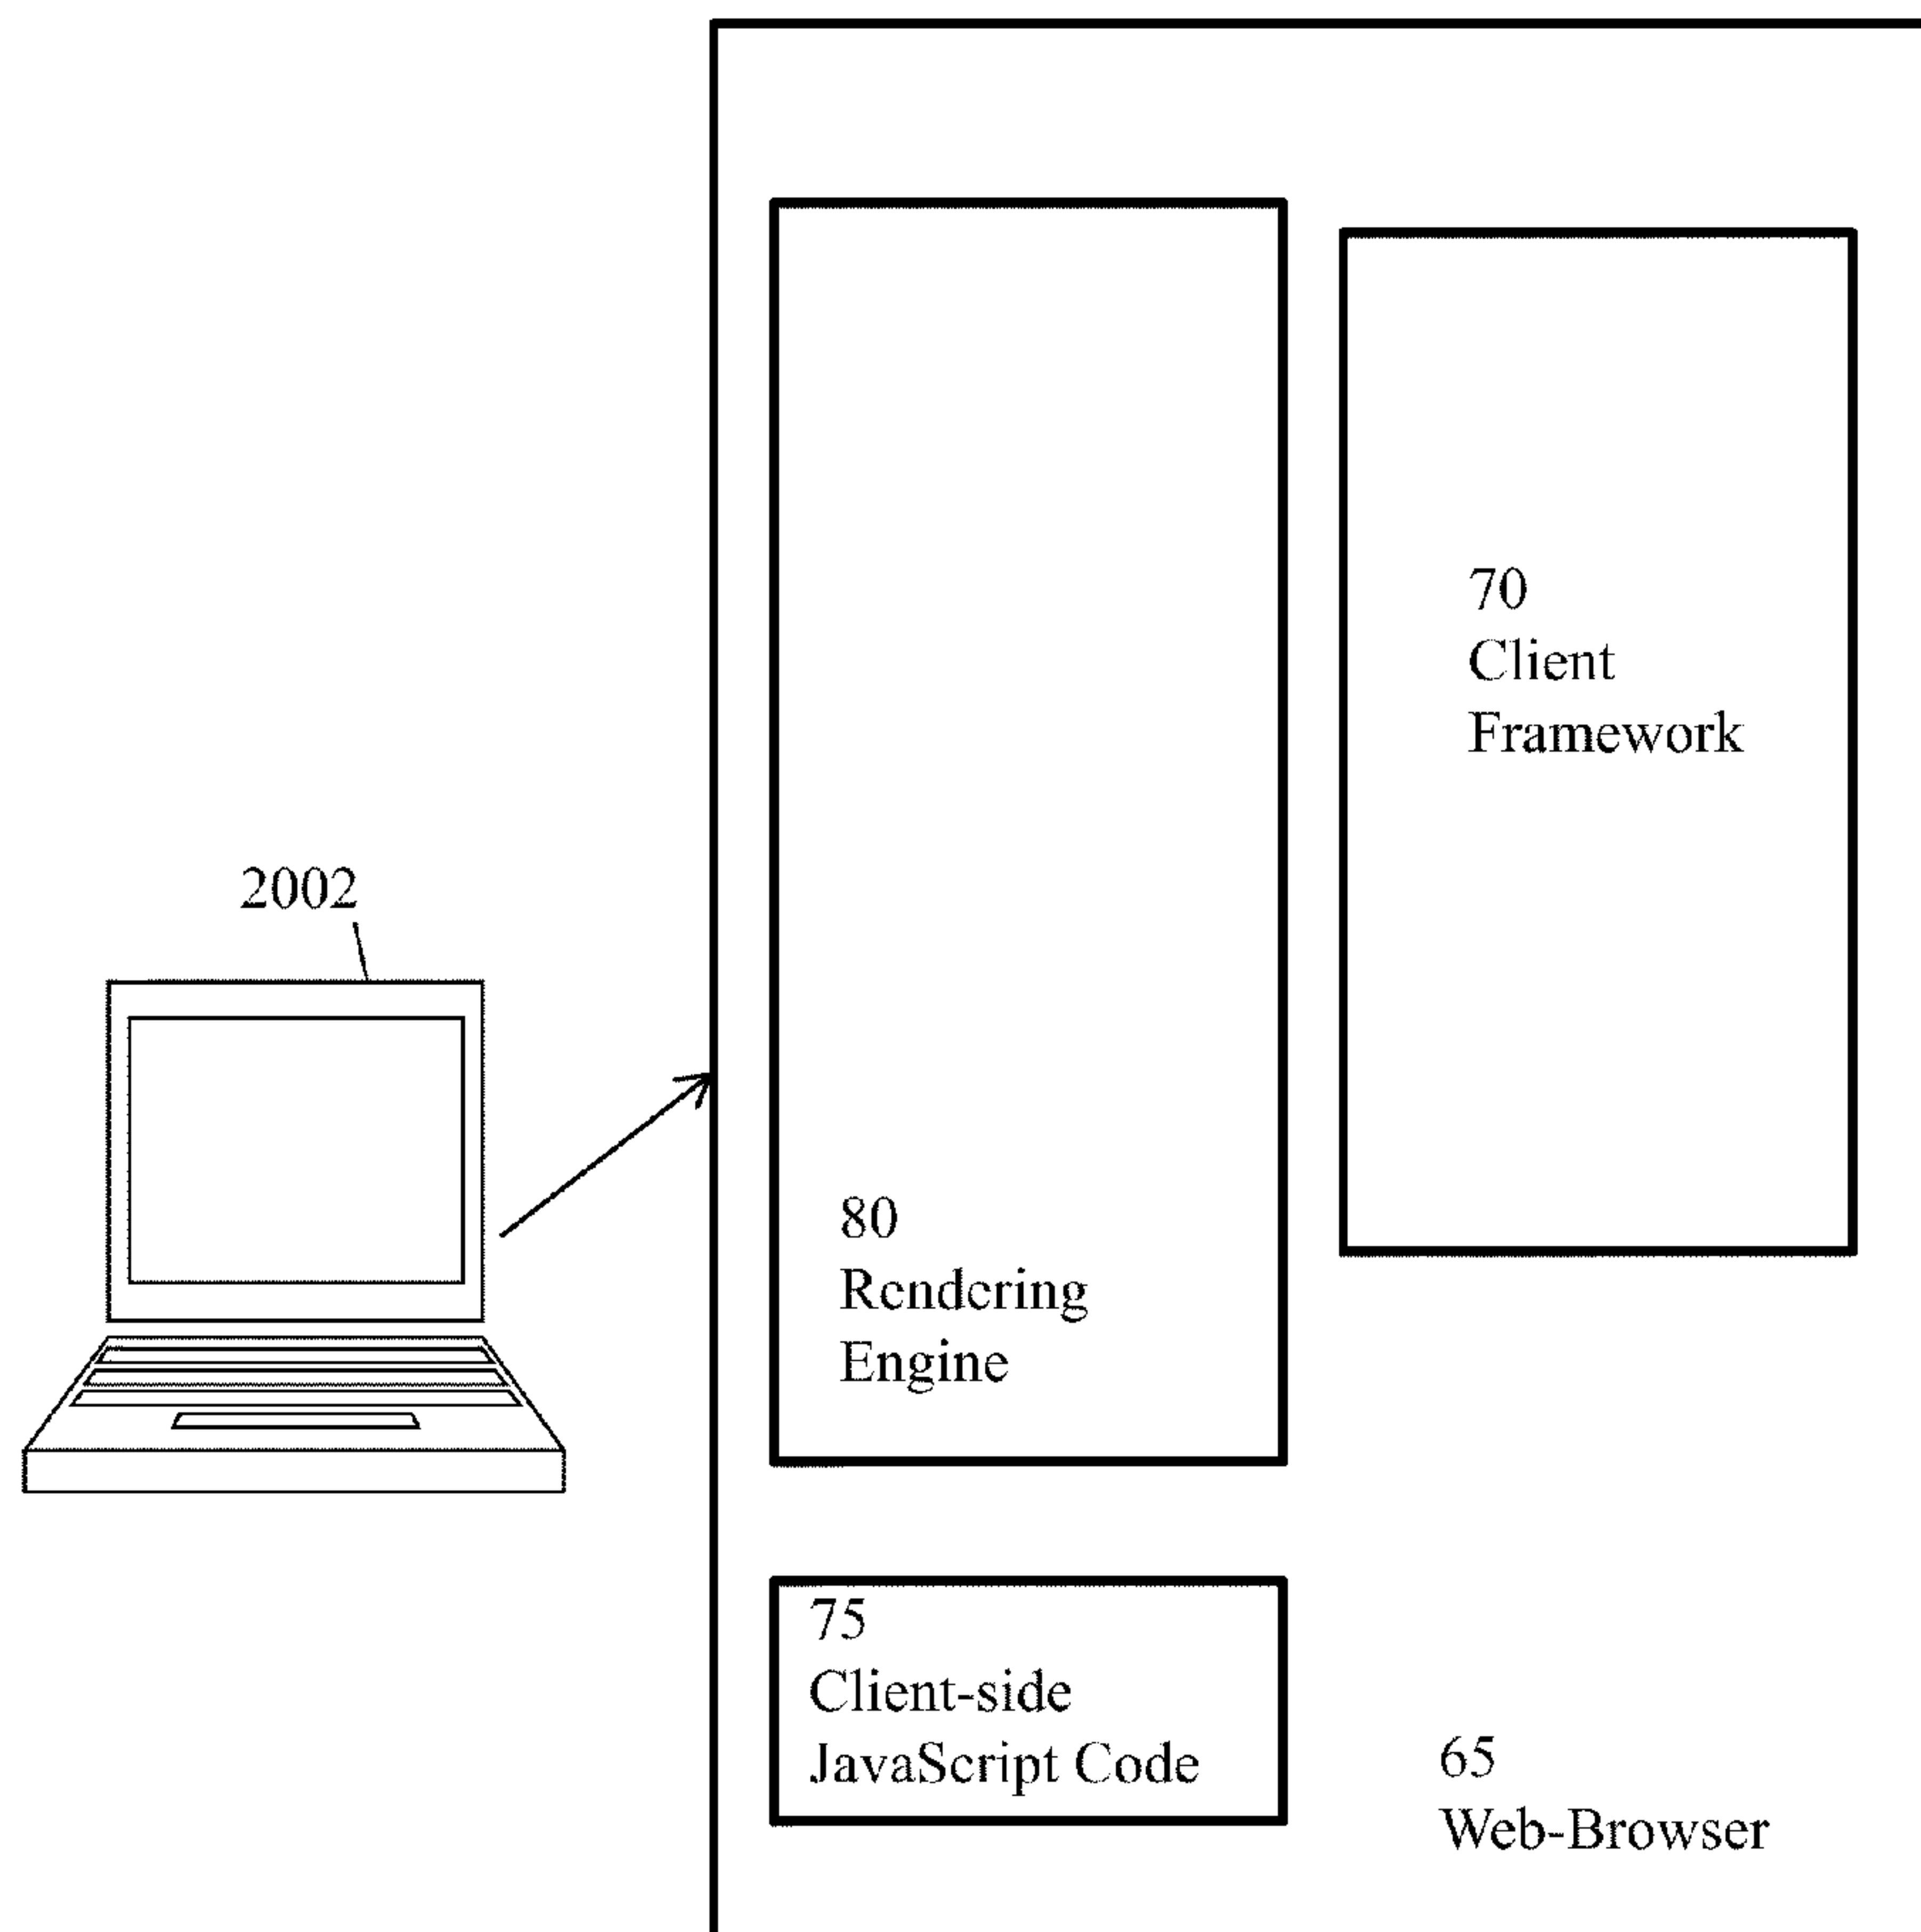 2002
80
Rendering
Engine
70
Client
Framework
75
Client-side
JavaScript Code
65
Web-Browser